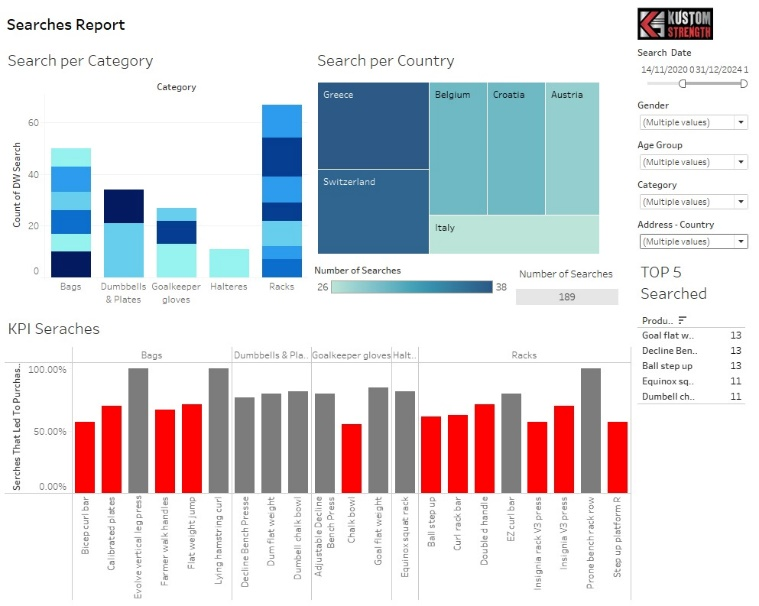 Searches Report
KUSTOM
STRENGTH
Search per Category
Category
Count of DW Search
60
40
20
0
Bags
Dumbbells
& Plates
Goalkeeper
gloves
Halteres
Racks
Search per Country
Greece
Switzerland
Belgium
Croatia
Austria
Italy
Number of Searches
26
38
Number of Searches
189
Search Date
14/11/2020 0 31/12/2024 1
Gender
(Multiple values)
Age Group
(Multiple values)
Category
(Multiple values)
Address - Country
(Multiple values)
TOP 5
Searched
Produ..
Goal flat w.. 13
Decline Ben.. 13
Ball step up 13
Equinox sq.. 11
Dumbell ch.. 11
KPI Seraches
Serches That Led To Purchas..
100.00%
50.00%
0.00%
Bags
Dumbbells & Pla..
Goalkeeper gloves
Halt..
Racks
Bicep curl bar
Calibrated plates
Evolve vertical leg press
Farmer walk handles
Flat weight jump
Lying hamstring curl
Decline Bench Presse
Dum flat weight
Dumbell chalk bowl
Adjustable Decline
Bench Press
Chalk bowl
Goal flat weight
Equinox squat rack
Ball step up
Curl rack bar
Double d handle
EZ curl bar
Insignia rack V3 press
Insignia V3 press
Prone bench rack row
Step up platform R